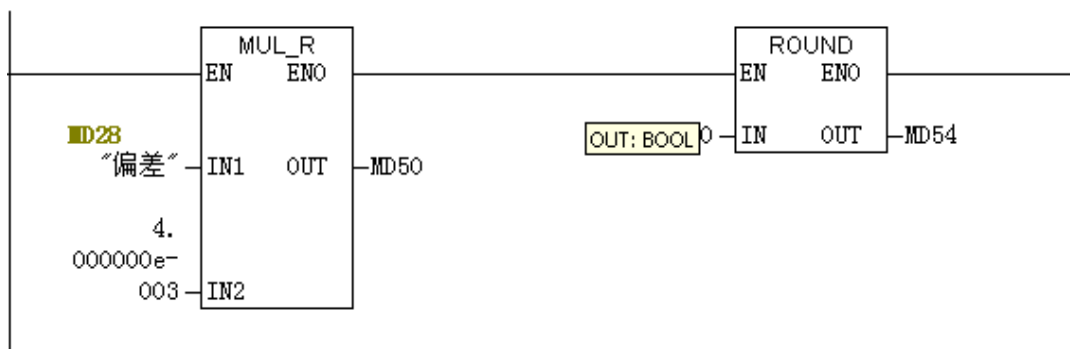 MUL_R
EN ENO
MD28
"偏差"
IN1 OUT
MD50
4.
000000e-
003
IN2
ROUND
EN ENO
OUT: BOOL
0
IN OUT
MD54